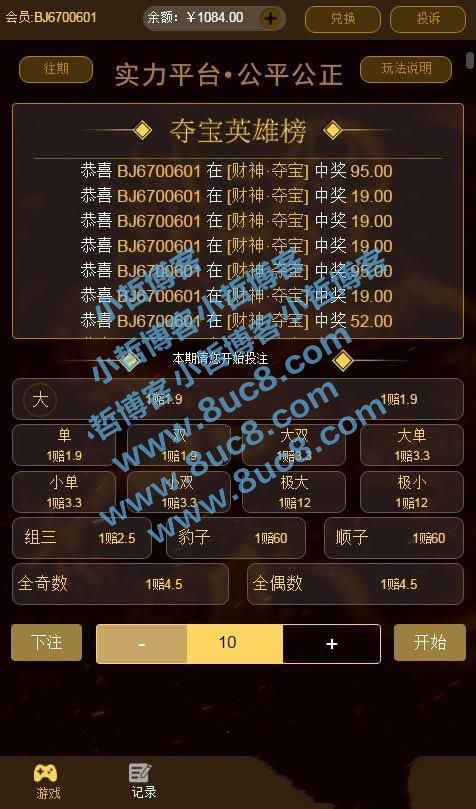 会员:BJ6700601 余额: ￥1084.00 + 兑换 投诉
往期 实力平台·公平公正 玩法说明
夺宝英雄榜
恭喜 BJ6700601 在 [财神·夺宝] 中奖 95.00
恭喜 BJ6700601 在 [财神·夺宝] 中奖 19.00
恭喜 BJ6700601 在 [财神·夺宝] 中奖 19.00
恭喜 BJ6700601 在 [财神·夺宝] 中奖 19.00
恭喜 BJ6700601 在 [财神·夺宝] 中奖 95.00
恭喜 BJ6700601 在 [财神·夺宝] 中奖 19.00
恭喜 BJ6700601 在 [财神·夺宝] 中奖 52.00
小哲博客小哲博客小哲博客
www.8uc8.com
www.8uc8.com
www.8uc8.com
本期请您开始投注
大 1赔1.9 1赔1.9
单 双 大双 大单
1赔1.9 1赔1.9 1赔3.3 1赔3.3
小单 小双 极大 极小
1赔3.3 1赔3.3 1赔12 1赔12
组三 1赔2.5 豹子 1赔60 顺子 1赔60
全奇数 1赔4.5 全偶数 1赔4.5
下注 - 10 + 开始
游戏 记录